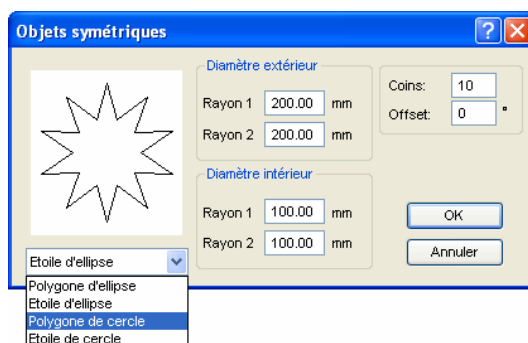 Objets symétriques
Diamètre extérieur
Rayon 1 200.00 mm
Rayon 2 200.00 mm
Coins: 10
Offset: 0 °
Diamètre intérieur
Rayon 1 100.00 mm
Rayon 2 100.00 mm
OK
Annuler
Etoile d'ellipse
Polygone d'ellipse
Etoile d'ellipse
Polygone de cercle
Etoile de cercle